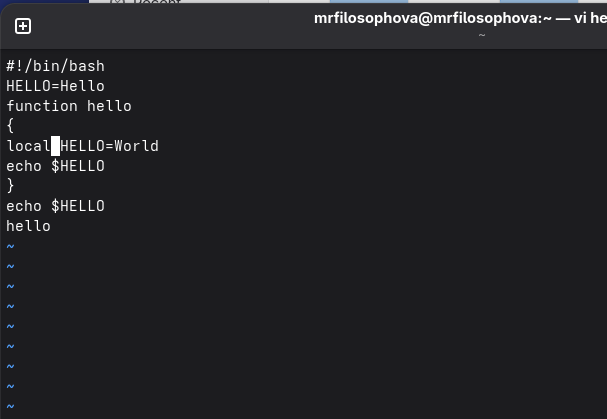 mrfilosophova@mrfilosophova:~ — vi he
~
#!/bin/bash
HELLO=Hello
function hello
{
local HELLO=World
echo $HELLO
}
echo $HELLO
hello
~
~
~
~
~
~
~
~
~